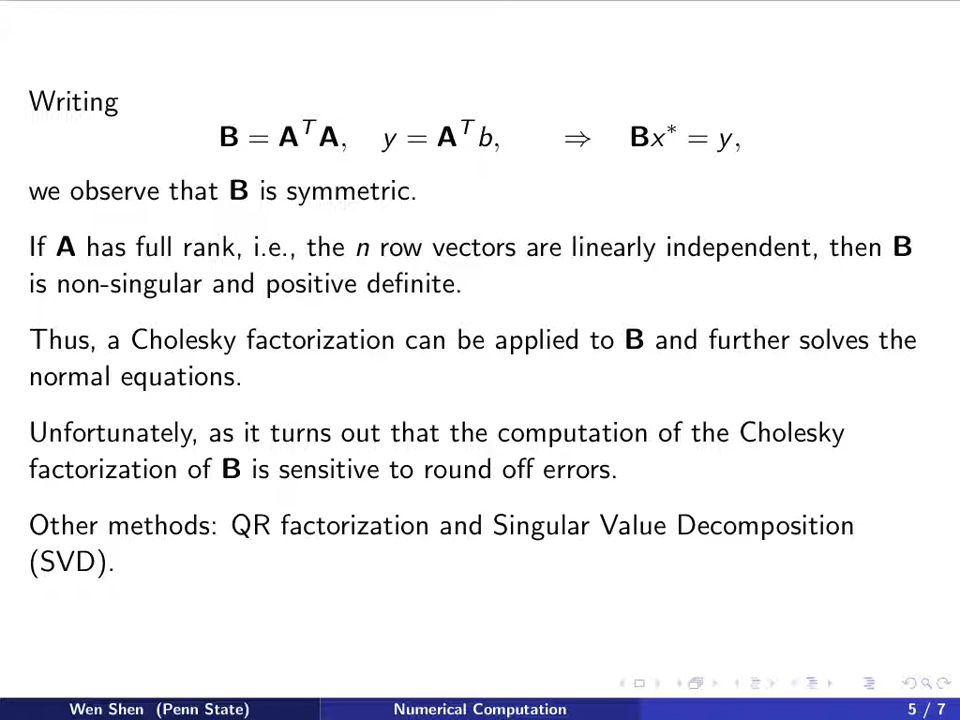 Writing
B = A^T A, y = A^T b, ⇒ Bx* = y,
we observe that B is symmetric.
If A has full rank, i.e., the n row vectors are linearly independent, then B
is non-singular and positive definite.
Thus, a Cholesky factorization can be applied to B and further solves the
normal equations.
Unfortunately, as it turns out that the computation of the Cholesky
factorization of B is sensitive to round off errors.
Other methods: QR factorization and Singular Value Decomposition
(SVD).
Wen Shen (Penn State) Numerical Computation 5 / 7